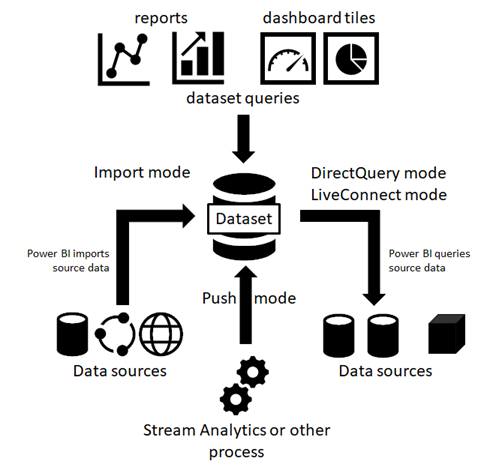 reports
dashboard tiles
dataset queries
Import mode
DirectQuery mode
LiveConnect mode
Dataset
Power BI imports
source data
Power BI queries
source data
Push mode
Data sources
Data sources
Stream Analytics or other
process